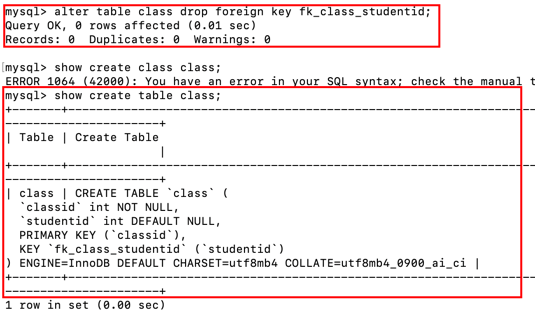 mysql> alter table class drop foreign key fk_class_studentid;
Query OK, 0 rows affected (0.01 sec)
Records: 0  Duplicates: 0  Warnings: 0

mysql> show create class class;
ERROR 1064 (42000): You have an error in your SQL syntax; check the manual t
mysql> show create table class;
+-------+----------------------------------------------------------------
----------------------+
| Table | Create Table
                      |
+-------+----------------------------------------------------------------
----------------------+
| class | CREATE TABLE `class` (
  `classid` int NOT NULL,
  `studentid` int DEFAULT NULL,
  PRIMARY KEY (`classid`),
  KEY `fk_class_studentid` (`studentid`)
) ENGINE=InnoDB DEFAULT CHARSET=utf8mb4 COLLATE=utf8mb4_0900_ai_ci |
+-------+----------------------------------------------------------------
----------------------+
1 row in set (0.00 sec)